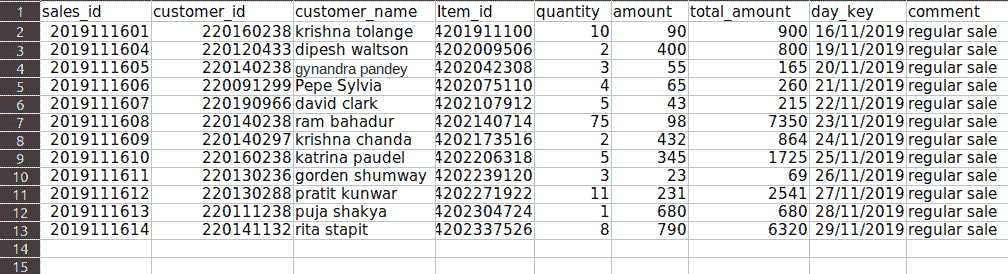 1 sales_id customer_id customer_name Item_id quantity amount total_amount day_key comment
2 2019111601 220160238 krishna tolange 4201911100 10 90 900 16/11/2019 regular sale
3 2019111604 220120433 dipesh waltson 4202009506 2 400 800 19/11/2019 regular sale
4 2019111605 220140238 gynandra pandey 4202042308 3 55 165 20/11/2019 regular sale
5 2019111606 220091299 Pepe Sylvia 4202075110 4 65 260 21/11/2019 regular sale
6 2019111607 220190966 david clark 4202107912 5 43 215 22/11/2019 regular sale
7 2019111608 220140238 ram bahadur 4202140714 75 98 7350 23/11/2019 regular sale
8 2019111609 220140297 krishna chanda 4202173516 2 432 864 24/11/2019 regular sale
9 2019111610 220160238 katrina paudel 4202206318 5 345 1725 25/11/2019 regular sale
10 2019111611 220130236 gorden shumway 4202239120 3 23 69 26/11/2019 regular sale
11 2019111612 220130288 pratit kunwar 4202271922 11 231 2541 27/11/2019 regular sale
12 2019111613 220111238 puja shakya 4202304724 1 680 680 28/11/2019 regular sale
13 2019111614 220141132 rita stapit 4202337526 8 790 6320 29/11/2019 regular sale
14
15